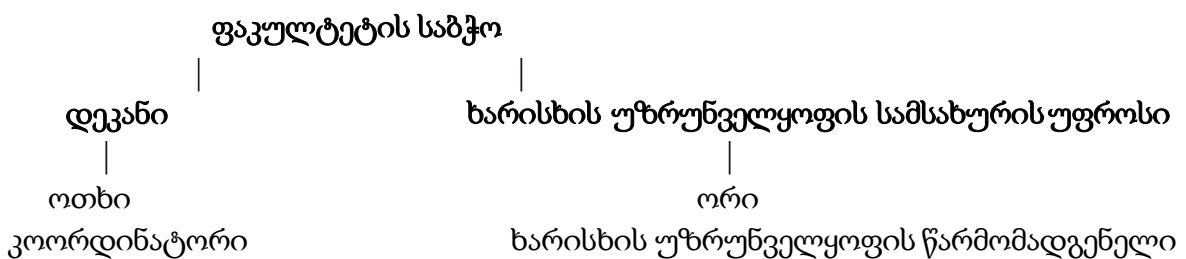 ფაკულტეტის საბჭო
დეკანი ხარისხის უზრუნველყოფის სამსახურის უფროსი
ოთხი ორი
კოორდინატორი ხარისხის უზრუნველყოფის წარმომადგენელი